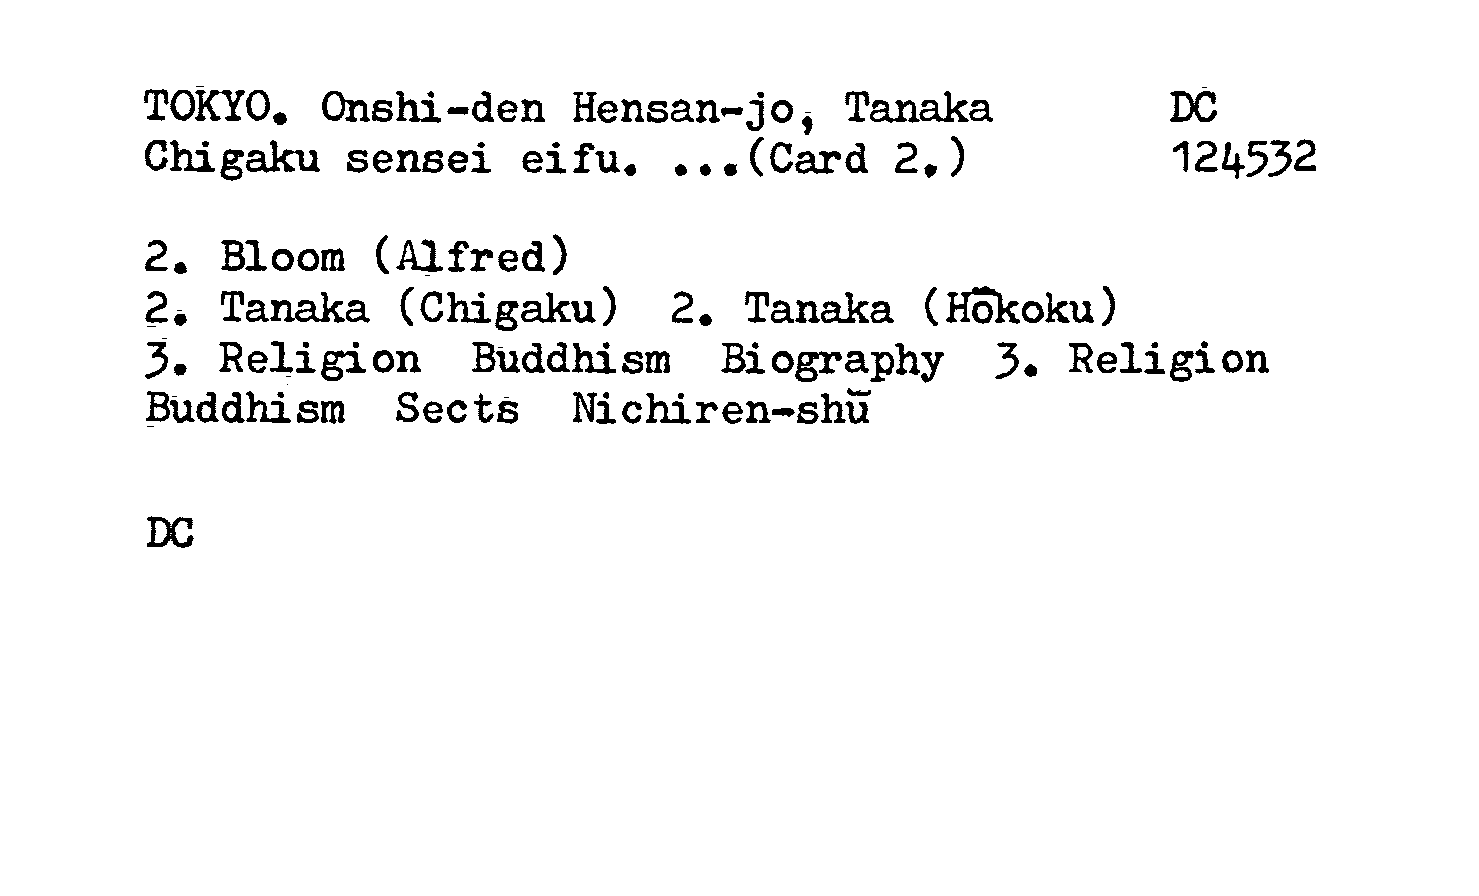 TOKYO. Onshi-den Hensan-jo, Tanaka DC
Chigaku sensei eifu. ...(Card 2.) 124532
2. Bloom (Alfred)
2. Tanaka (Chigaku) 2. Tanaka (Hōkoku)
3. Religion Buddhism Biography 3. Religion
Buddhism Sects Nichiren-shū
DC